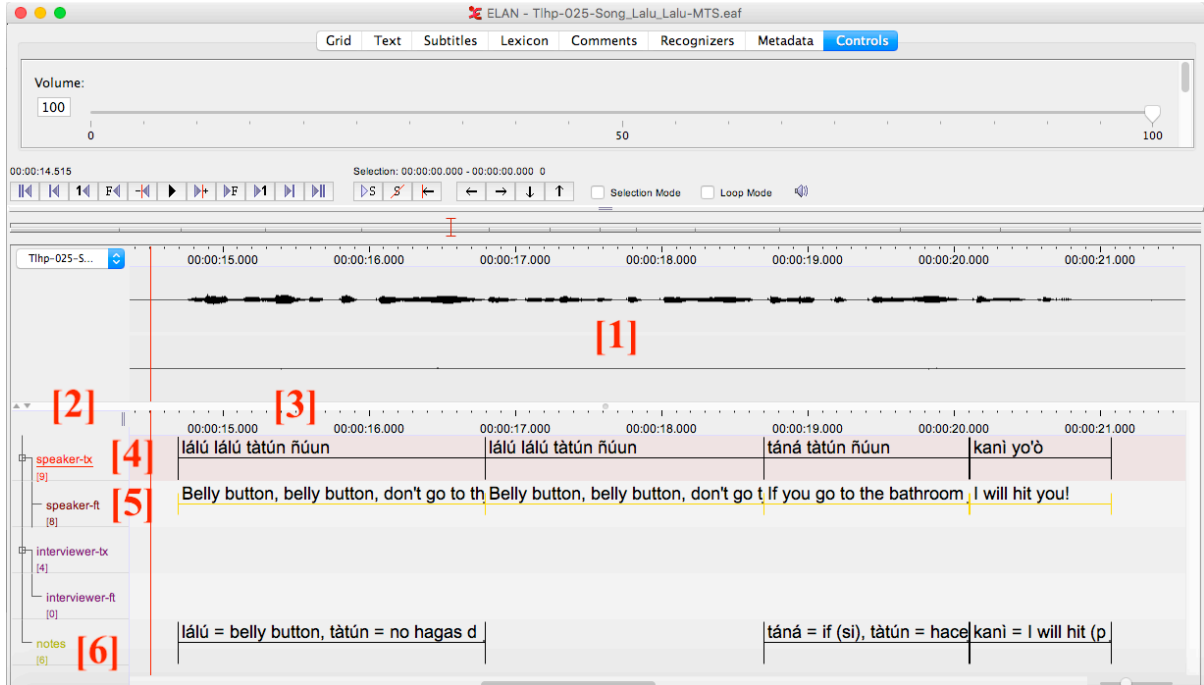 ELAN - Tlhp-025-Song_Lalu_Lalu-MTS.eaf
Grid Text Subtitles Lexicon Comments Recognizers Metadata Controls
Volume:
100
0 50 100
00:00:14.515 Selection: 00:00:00.000 - 00:00:00.000 0
1 F F 1 S S Selection Mode Loop Mode
Tlhp-025-S... 00:00:15.000 00:00:16.000 00:00:17.000 00:00:18.000 00:00:19.000 00:00:20.000 00:00:21.000
[1]
[2] [3]
00:00:15.000 00:00:16.000 00:00:17.000 00:00:18.000 00:00:19.000 00:00:20.000 00:00:21.000
speaker-tx [4] lálú lálú tàtún ñúun lálú lálú tàtún ñúun táná tàtún ñúun kanì yo'ò
[9]
speaker-ft [5] Belly button, belly button, don't go to th Belly button, belly button, don't go t If you go to the bathroom I will hit you!
[8]
interviewer-tx
[4]
interviewer-ft
[0]
notes [6] lálú = belly button, tàtún = no hagas d táná = if (si), tàtún = hace kanì = I will hit (p
[6]